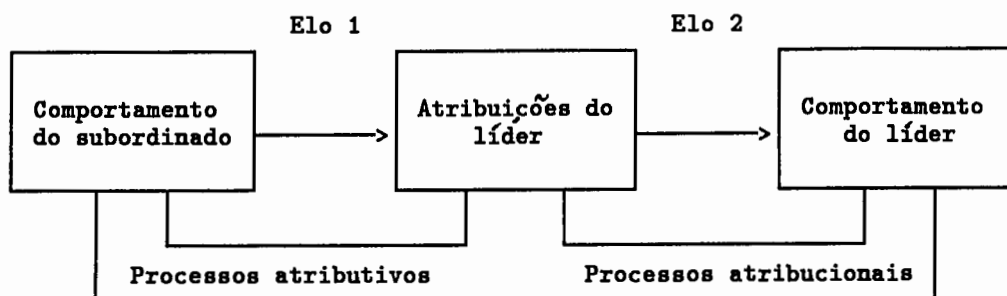 Elo 1
Elo 2
Comportamento
do subordinado
Atribuições do
líder
Comportamento
do líder
Processos atributivos
Processos atribucionais